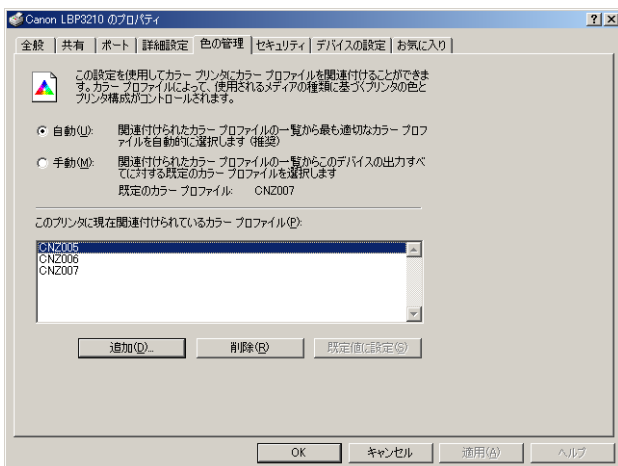 Canon LBP3210 のプロパティ
全般 共有 ポート 詳細設定 色の管理 セキュリティ デバイスの設定 お気に入り
この設定を使用してカラー プリンタにカラー プロファイルを関連付けることができま
す。カラー プロファイルによって、使用されるメディアの種類に基づくプリンタの色と
プリンタ構成がコントロールされます。
自動(U): 関連付けられたカラー プロファイルの一覧から最も適切なカラー プロフ
ァイルを自動的に選択します (推奨)
手動(M): 関連付けられたカラー プロファイルの一覧からこのデバイスの出力すべ
てに対する既定のカラー プロファイルを選択します
既定のカラー プロファイル: CNZ007
このプリンタに現在関連付けられているカラー プロファイル(P):
CNZ005
CNZ006
CNZ007
追加(D)... 削除(R) 既定値に設定(S)
OK キャンセル 適用(A) ヘルプ